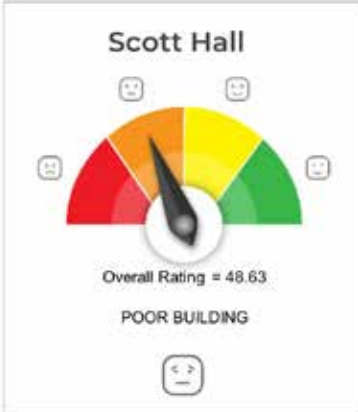 Scott Hall
Overall Rating = 48.63
POOR BUILDING